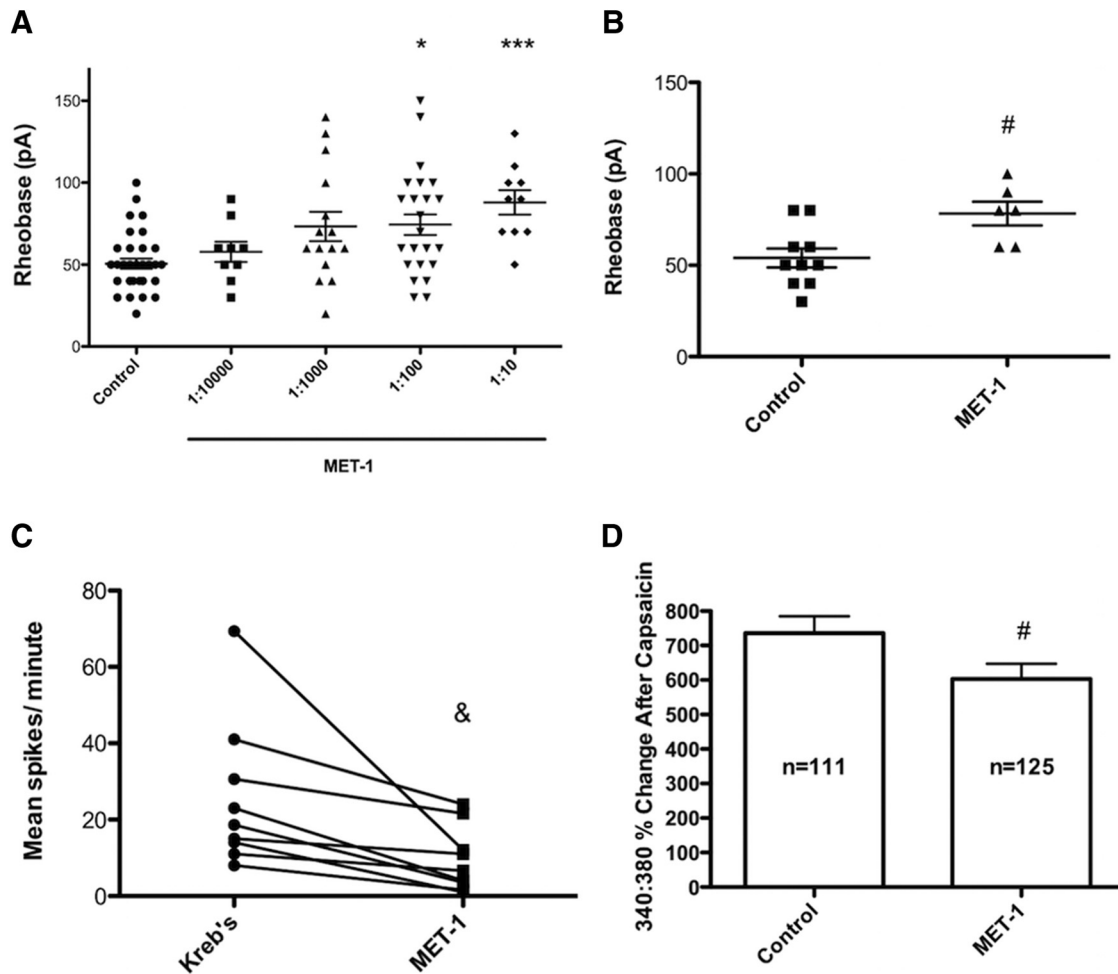 A
* ***
Rheobase (pA)
150
100
50
0
Control
1:10000
1:1000
1:100
1:10
MET-1
B
#
Rheobase (pA)
150
100
50
0
Control
MET-1
C
&
Mean spikes/ minute
80
60
40
20
0
Kreb's
MET-1
D
#
340:380 % Change After Capsaicin
800
700
600
500
400
300
200
100
0
n=111
n=125
Control
MET-1